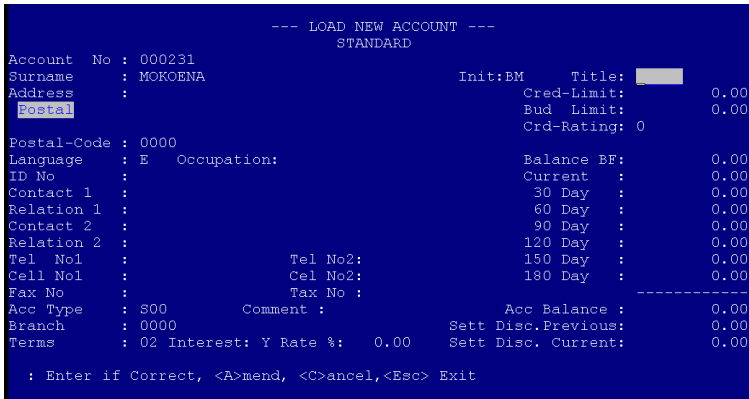 --- LOAD NEW ACCOUNT ---
STANDARD
Account  No : 000231
Surname     : MOKOENA                           Init:BM     Title: _
Address     :                                          Cred-Limit:         0.00
Postal                                                 Bud  Limit:         0.00
                                                       Crd-Rating: 0
Postal-Code : 0000
Language    : E   Occupation:                          Balance BF:         0.00
ID No       :                                          Current   :         0.00
Contact 1   :                                           30 Day   :         0.00
Relation 1  :                                           60 Day   :         0.00
Contact 2   :                                           90 Day   :         0.00
Relation 2  :                                          120 Day   :         0.00
Tel  No1    :                 Tel No2:                 150 Day   :         0.00
Cell No1    :                 Cel No2:                 180 Day   :         0.00
Fax No      :                 Tax No :                             ------------
Acc Type    : S00        Comment :                   Acc Balance :         0.00
Branch      : 0000                             Sett Disc.Previous:         0.00
Terms       : 02 Interest: Y Rate %:   0.00    Sett Disc. Current:         0.00
: Enter if Correct, <A>mend, <C>ancel,<Esc> Exit